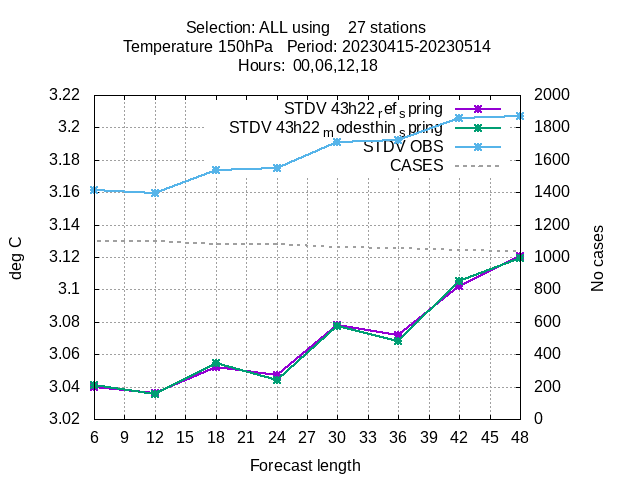 Selection: ALL using    27 stations
Temperature 150hPa   Period: 20230415-20230514
Hours:  00,06,12,18
STDV 43h22 ref spring
STDV 43h22 modesthin spring
STDV OBS
CASES
3.22
3.2
3.18
3.16
3.14
3.12
3.1
3.08
3.06
3.04
3.02
deg C
2000
1800
1600
1400
1200
1000
800
600
400
200
0
No cases
6 9 12 15 18 21 24 27 30 33 36 39 42 45 48
Forecast length